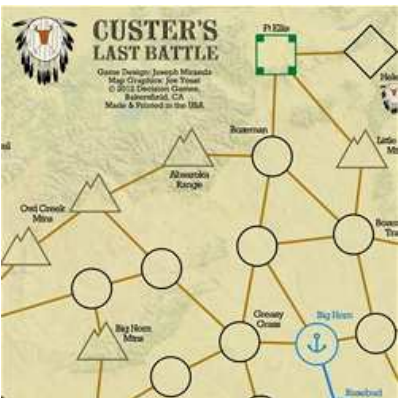 CUSTER'S
LAST BATTLE
Game Design: Joseph Miranda
Map Graphics: Joe Youst
© 2012 Decision Games,
Bakersfield, CA
Made & Printed in the USA
Ft Ellis
Bozeman
Little
Absaroka
Range
Owl Creek
Mtns
Big Horn
Mtns
Greasy
Grass
Big Horn
Rosebud